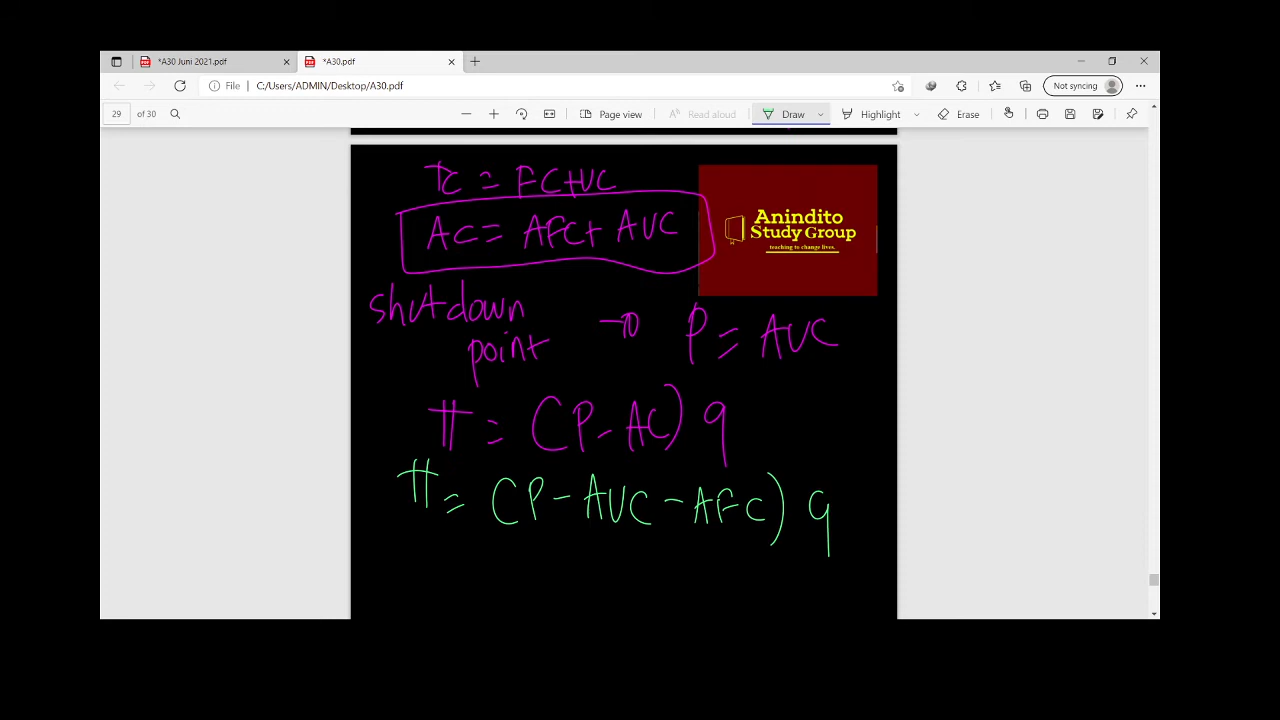 *A30 Juni 2021.pdf
*A30.pdf
File
C:/Users/ADMIN/Desktop/A30.pdf
Not syncing
29 of 30
Page view
Read aloud
Draw
Highlight
Erase
TC = FC+VC
AC = AFC+ AVC
Anindito
Study Group
teaching to change lives.
shutdown
point → P = AVC
π = (P - AC) q
π = (P - AVC - AFC) q